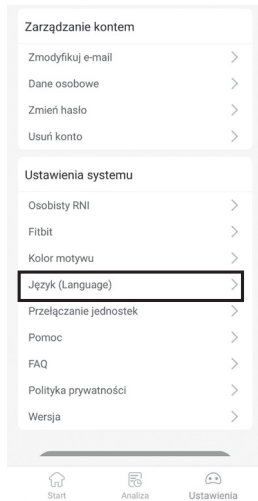 Zarządzanie kontem
Zmodyfikuj e-mail
Dane osobowe
Zmień hasło
Usuń konto
Ustawienia systemu
Osobisty RNI
Fitbit
Kolor motywu
Język (Language)
Przełączanie jednostek
Pomoc
FAQ
Polityka prywatności
Wersja
Start
Analiza
Ustawienia